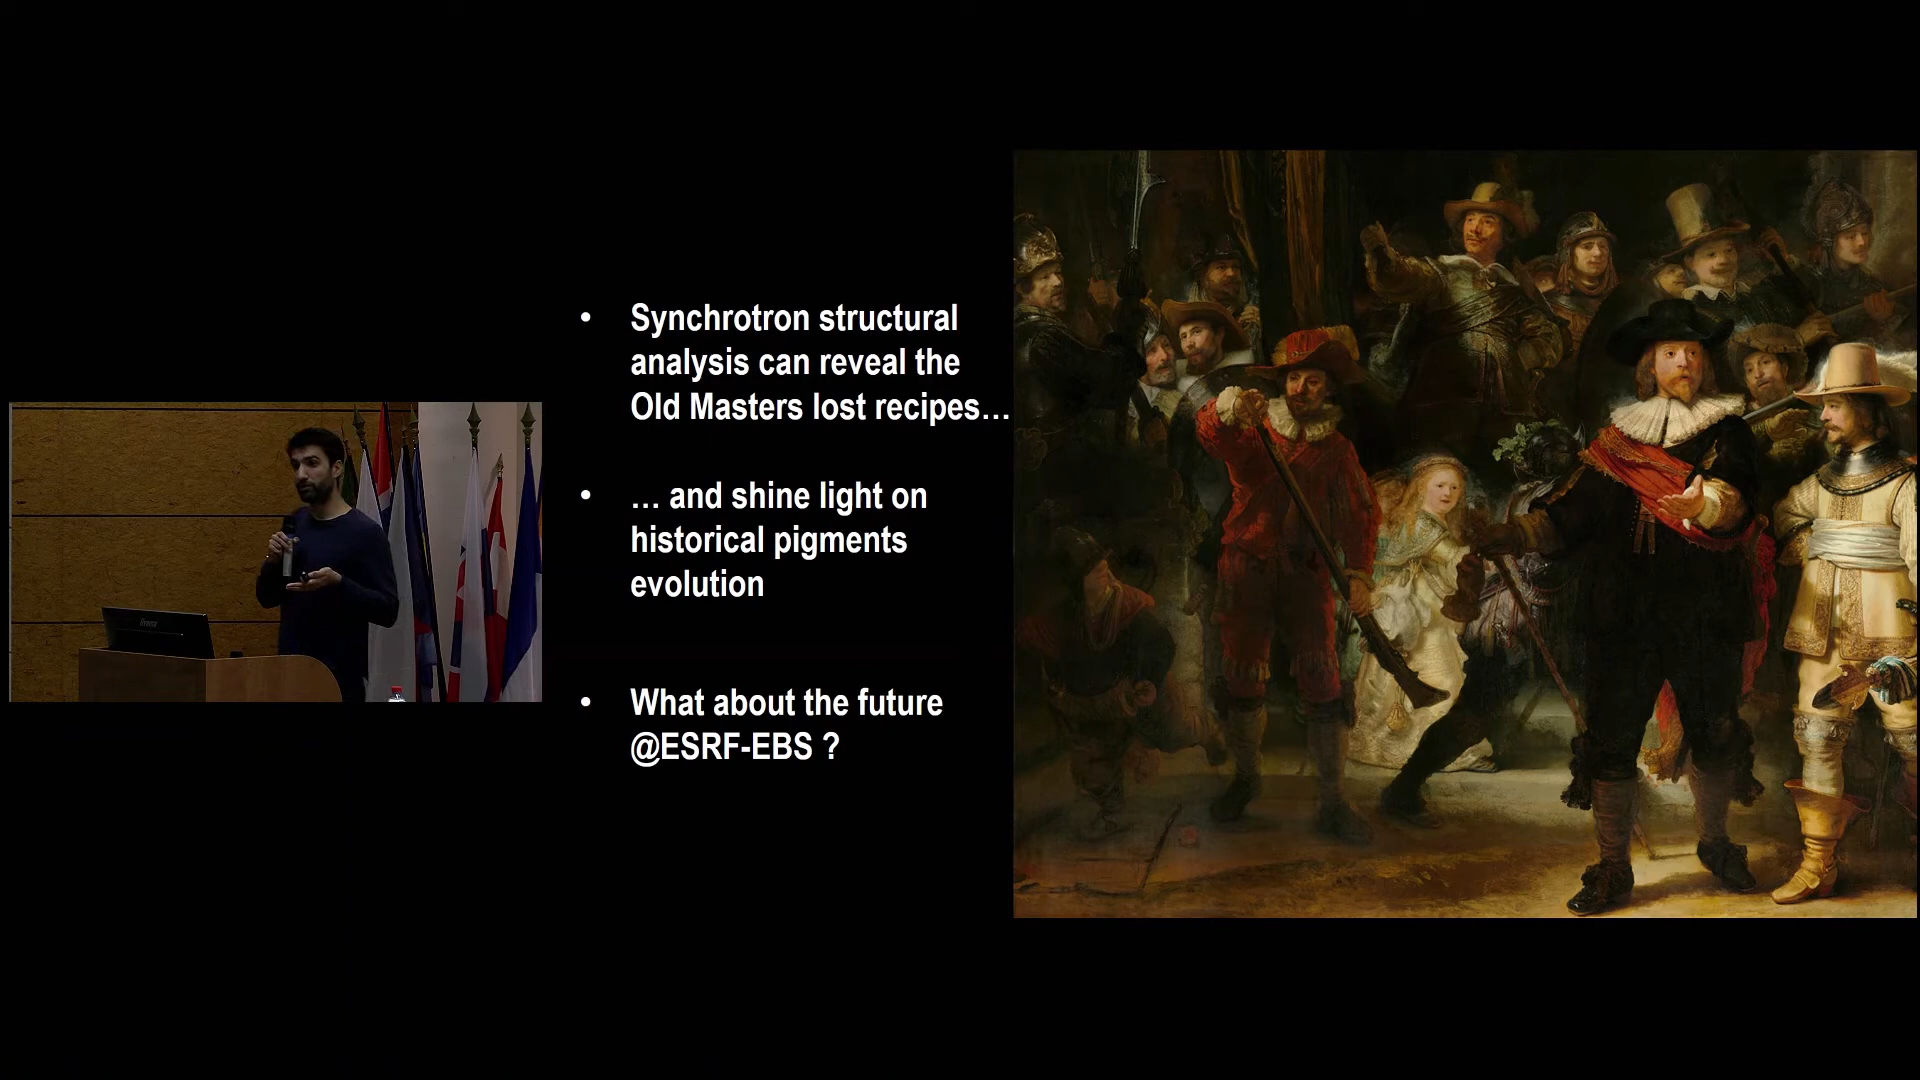 • Synchrotron structural
analysis can reveal the
Old Masters lost recipes…
• … and shine light on
historical pigments
evolution
• What about the future
@ESRF-EBS ?